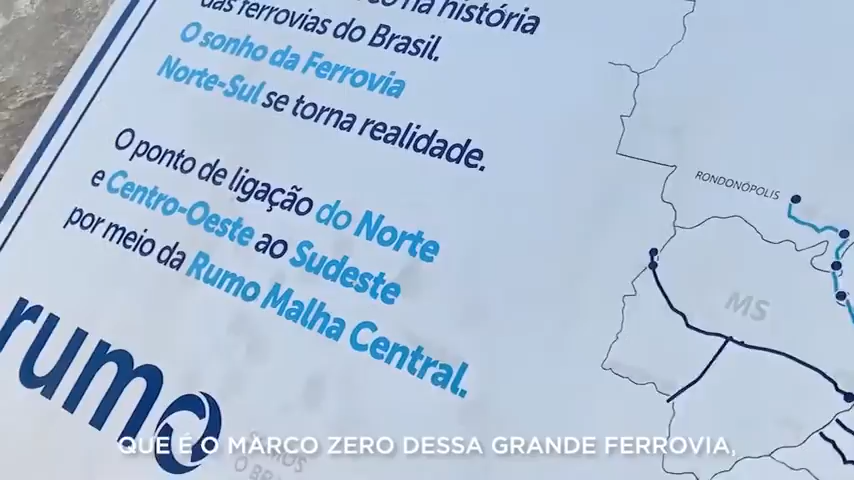 na história
das ferrovias do Brasil.
O sonho da Ferrovia
Norte-Sul se torna realidade.
O ponto de ligação do Norte
e Centro-Oeste ao Sudeste
por meio da Rumo Malha Central.
rumo
RONDONÓPOLIS
MS
QUE É O MARCO ZERO DESSA GRANDE FERROVIA,